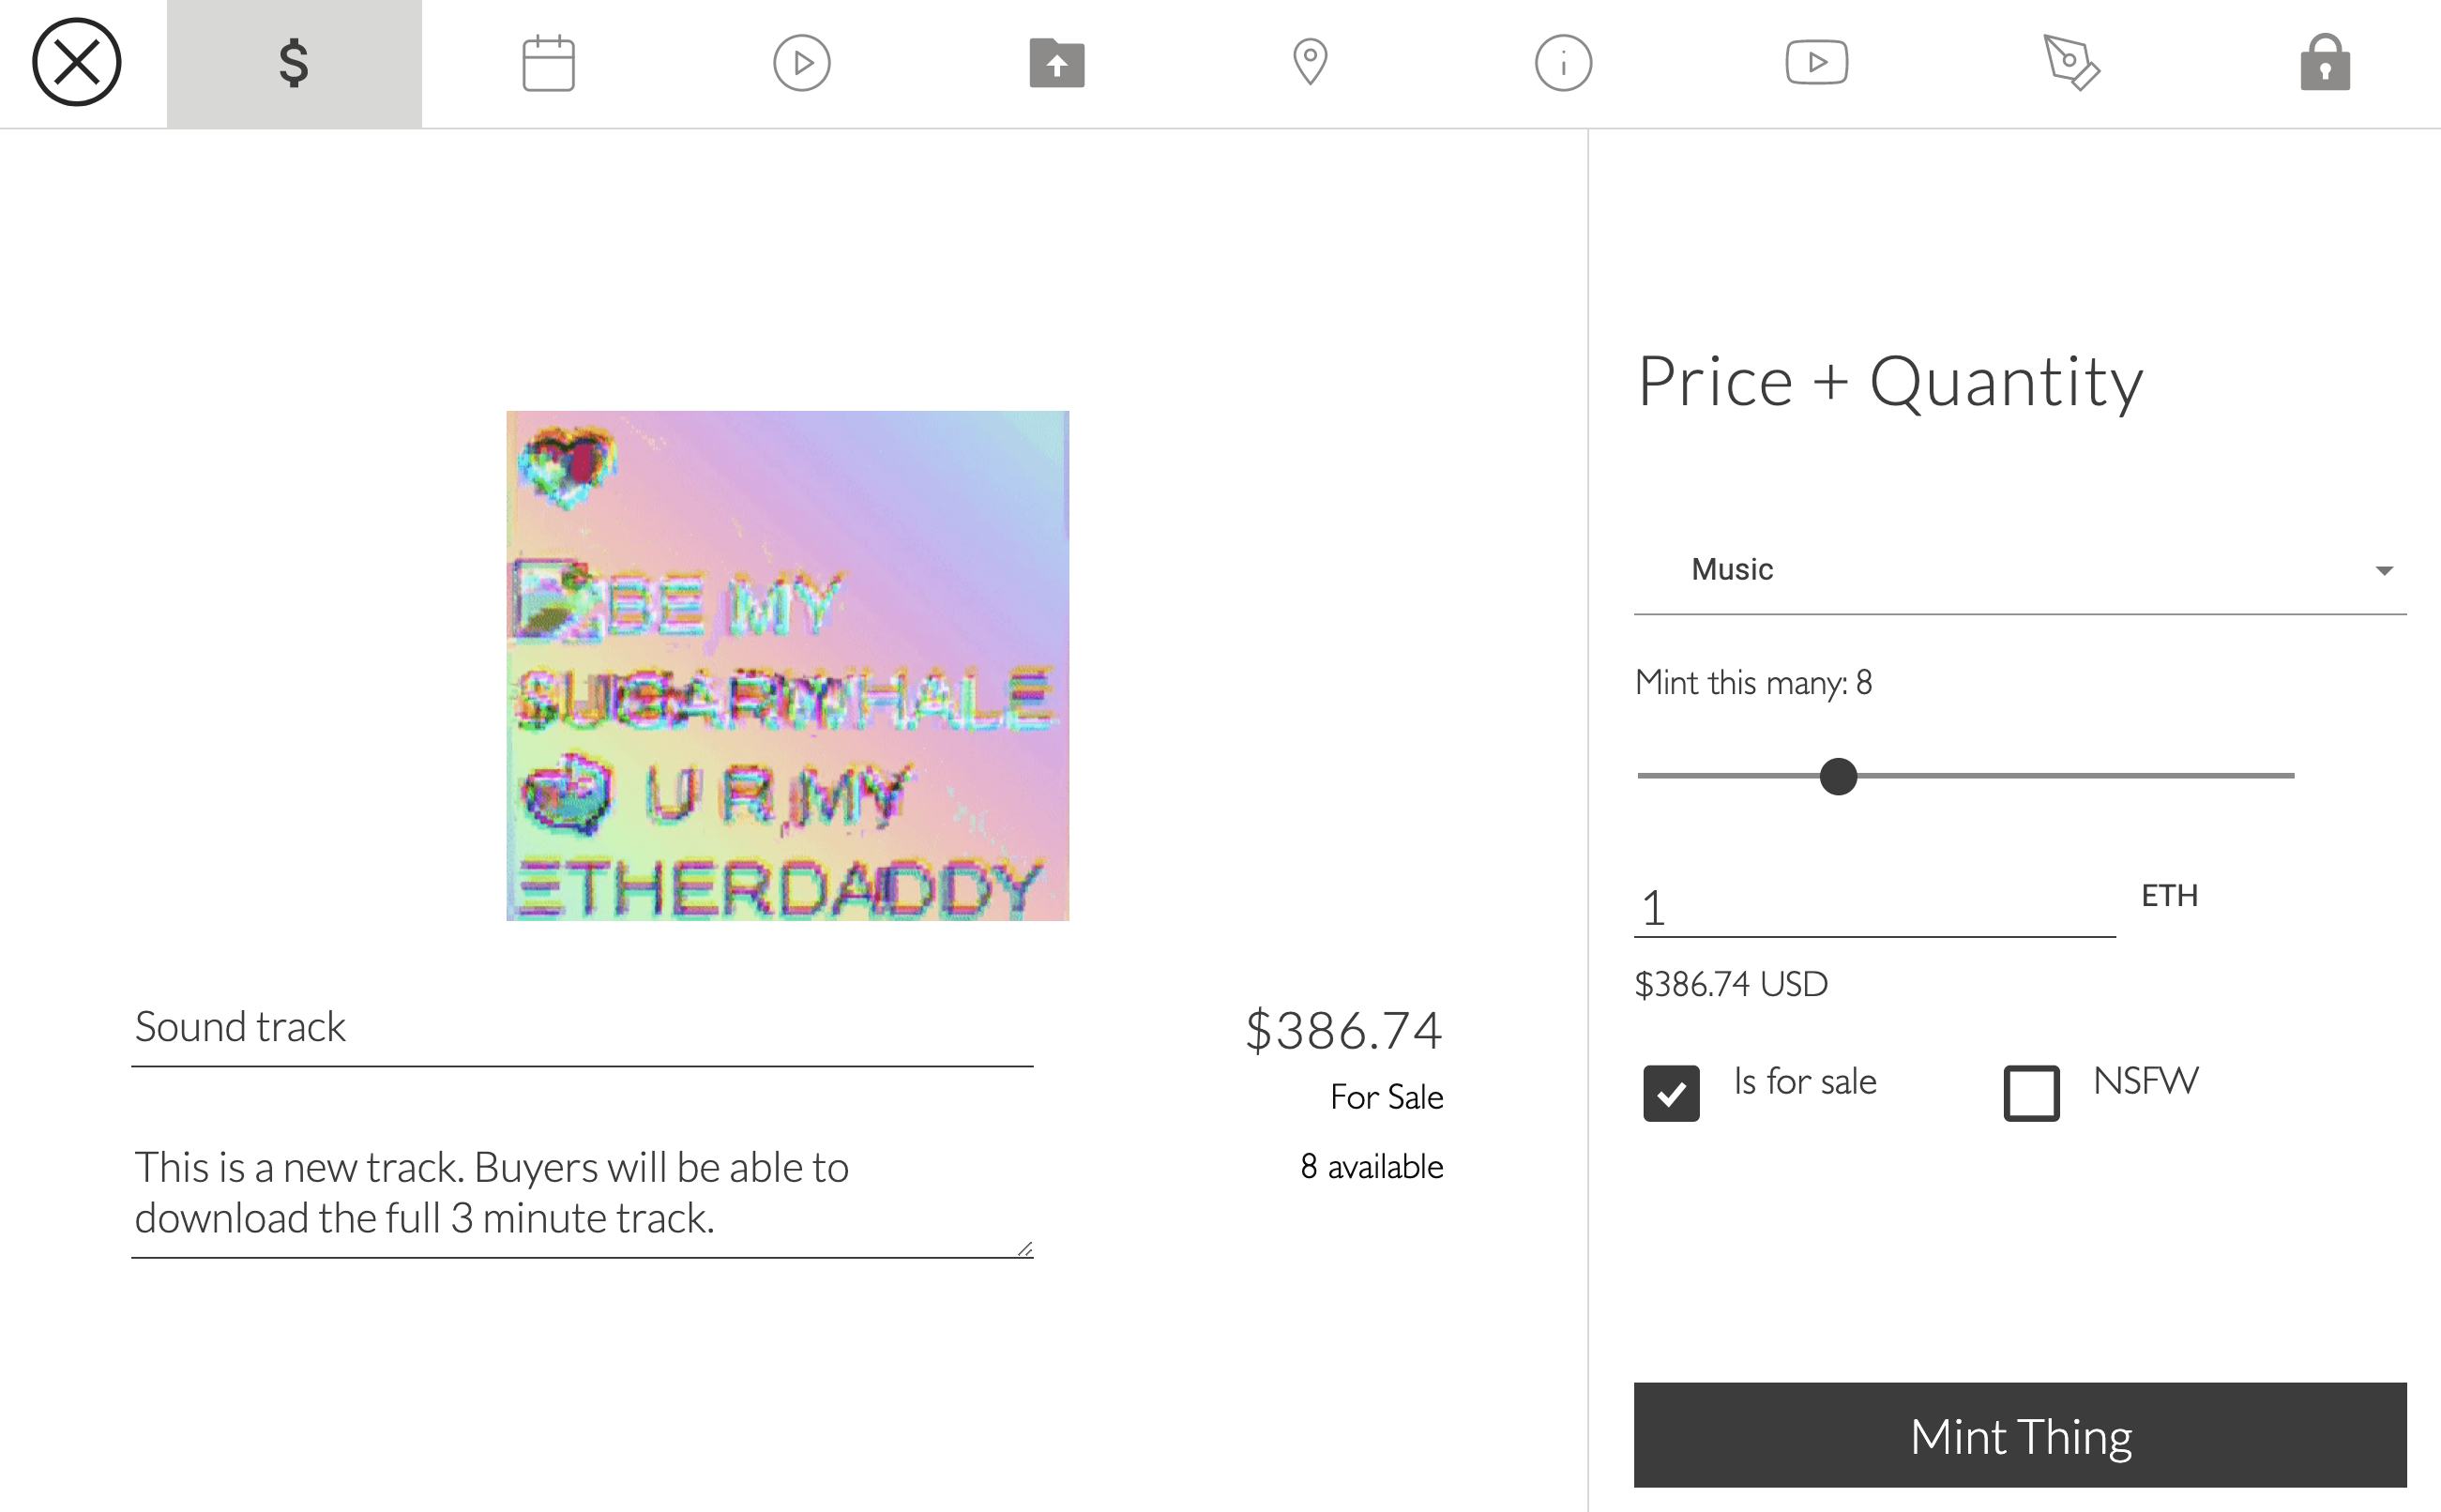 $
BE MY
SUGARWHALE
U R MY
ETHERDADDY
Sound track
This is a new track. Buyers will be able to
download the full 3 minute track.
$386.74
For Sale
8 available
Price + Quantity
Music
Mint this many: 8
1 ETH
$386.74 USD
Is for sale
NSFW
Mint Thing